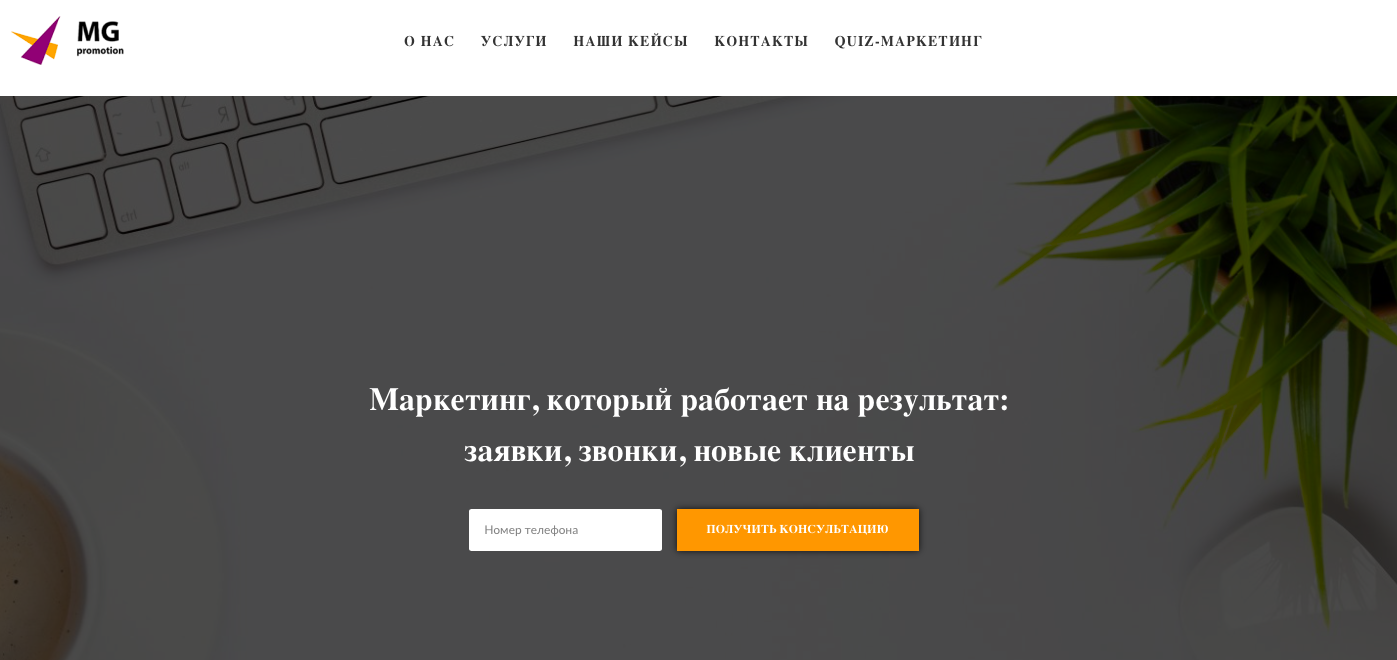 MG
promotion
О НАС УСЛУГИ НАШИ КЕЙСЫ КОНТАКТЫ QUIZ-МАРКЕТИНГ
Маркетинг, который работает на результат:
заявки, звонки, новые клиенты
Номер телефона ПОЛУЧИТЬ КОНСУЛЬТАЦИЮ
ctrl